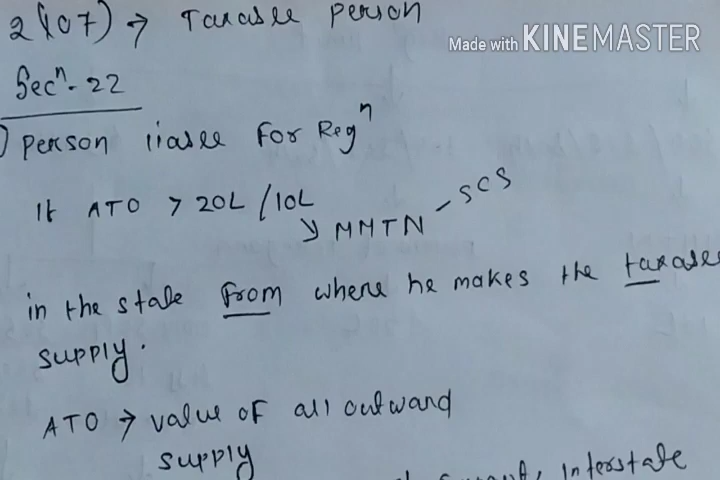 2(107) → Taxable person
Made with KINEMASTER
Secⁿ-22
) Person liable For Regⁿ
If ATO > 20L / 10L
↘ MMTN - SCS
in the state from where he makes the taxable
supply.
ATO → value of all outward
supply
interstate